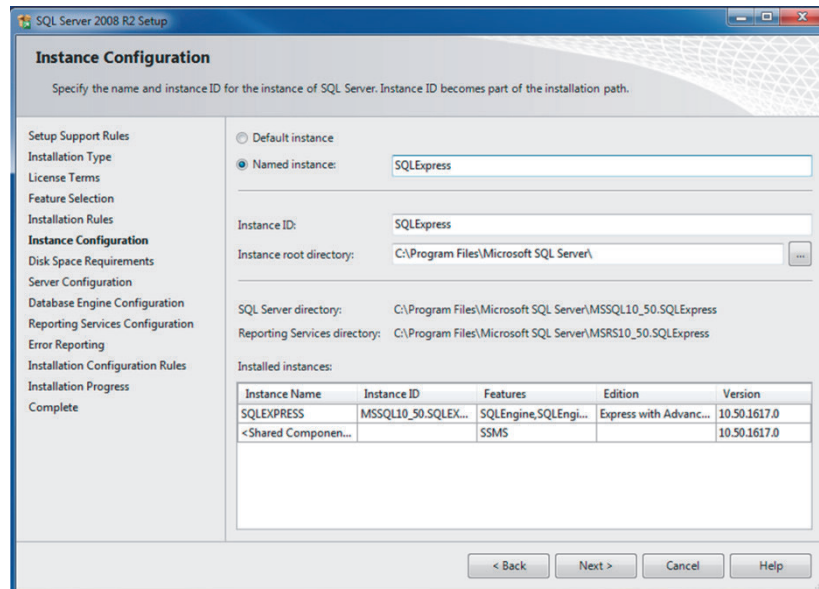 SQL Server 2008 R2 Setup
Instance Configuration
Specify the name and instance ID for the instance of SQL Server. Instance ID becomes part of the installation path.
Setup Support Rules
Installation Type
License Terms
Feature Selection
Installation Rules
Instance Configuration
Disk Space Requirements
Server Configuration
Database Engine Configuration
Reporting Services Configuration
Error Reporting
Installation Configuration Rules
Installation Progress
Complete
Default instance
Named instance: SQLExpress
Instance ID: SQLExpress
Instance root directory: C:\Program Files\Microsoft SQL Server\ ...
SQL Server directory: C:\Program Files\Microsoft SQL Server\MSSQL10_50.SQLExpress
Reporting Services directory: C:\Program Files\Microsoft SQL Server\MSRS10_50.SQLExpress
Installed instances:
Instance Name Instance ID Features Edition Version
SQLEXPRESS MSSQL10_50.SQLEX... SQLEngine,SQLEngi... Express with Advanc... 10.50.1617.0
<Shared Componen... SSMS 10.50.1617.0
< Back Next > Cancel Help